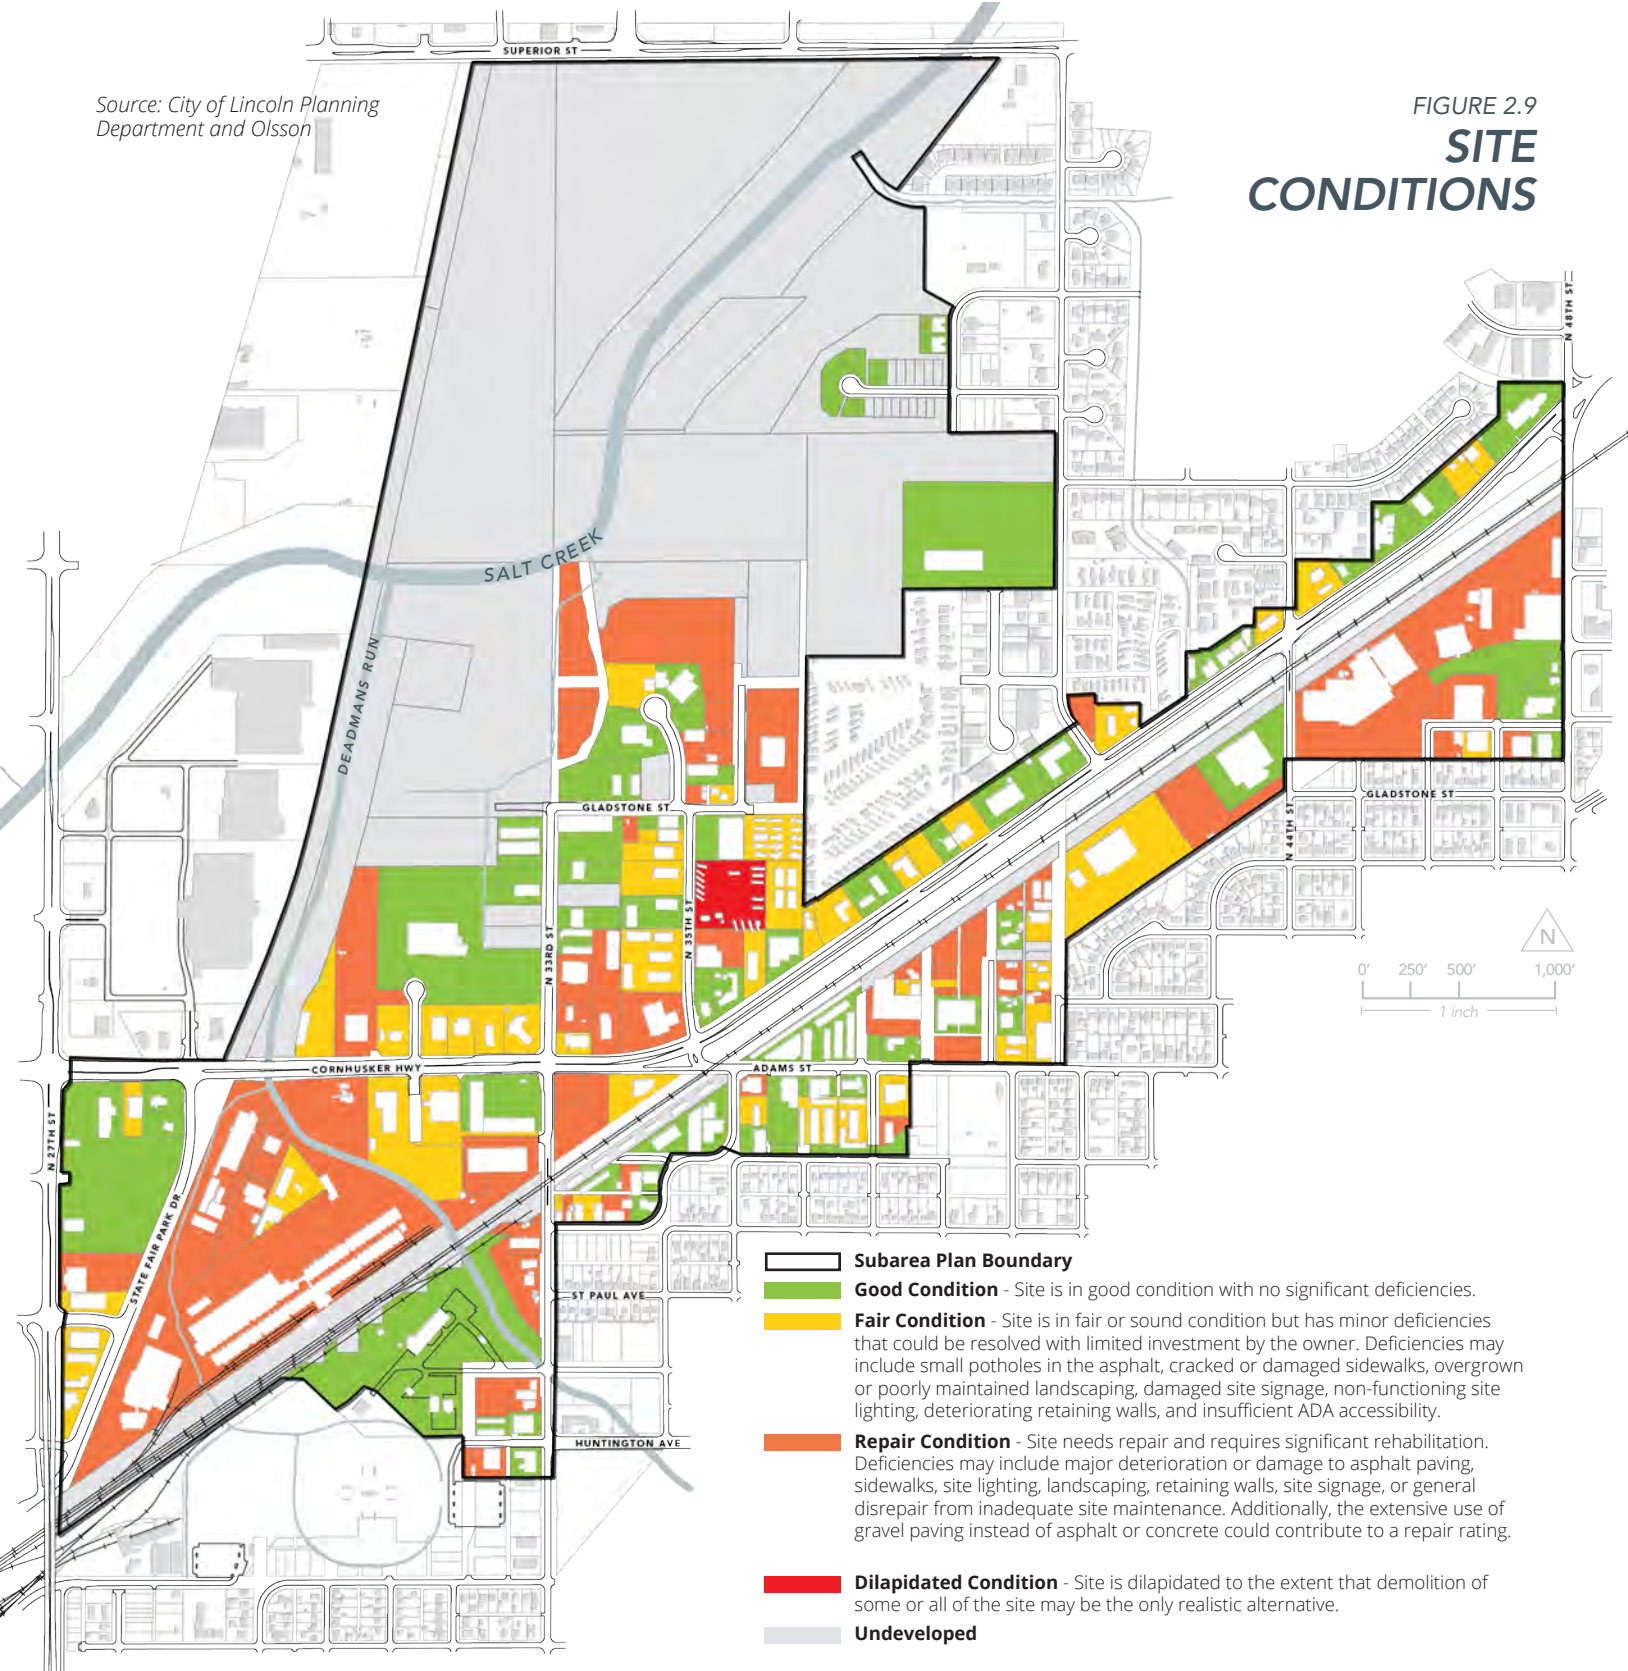 SUPERIOR ST
Source: City of Lincoln Planning
Department and Olsson
FIGURE 2.9
SITE
CONDITIONS
N 48TH ST
SALT CREEK
DEADMANS RUN
GLADSTONE ST
GLADSTONE ST
N 44TH ST
N 35TH ST
N 33RD ST
N
0' 250' 500' 1,000'
1 inch
CORNHUSKER HWY
ADAMS ST
N 27TH ST
STATE FAIR PARK DR
ST PAUL AVE
HUNTINGTON AVE
Subarea Plan Boundary
Good Condition - Site is in good condition with no significant deficiencies.
Fair Condition - Site is in fair or sound condition but has minor deficiencies
that could be resolved with limited investment by the owner. Deficiencies may
include small potholes in the asphalt, cracked or damaged sidewalks, overgrown
or poorly maintained landscaping, damaged site signage, non-functioning site
lighting, deteriorating retaining walls, and insufficient ADA accessibility.
Repair Condition - Site needs repair and requires significant rehabilitation.
Deficiencies may include major deterioration or damage to asphalt paving,
sidewalks, site lighting, landscaping, retaining walls, site signage, or general
disrepair from inadequate site maintenance. Additionally, the extensive use of
gravel paving instead of asphalt or concrete could contribute to a repair rating.
Dilapidated Condition - Site is dilapidated to the extent that demolition of
some or all of the site may be the only realistic alternative.
Undeveloped